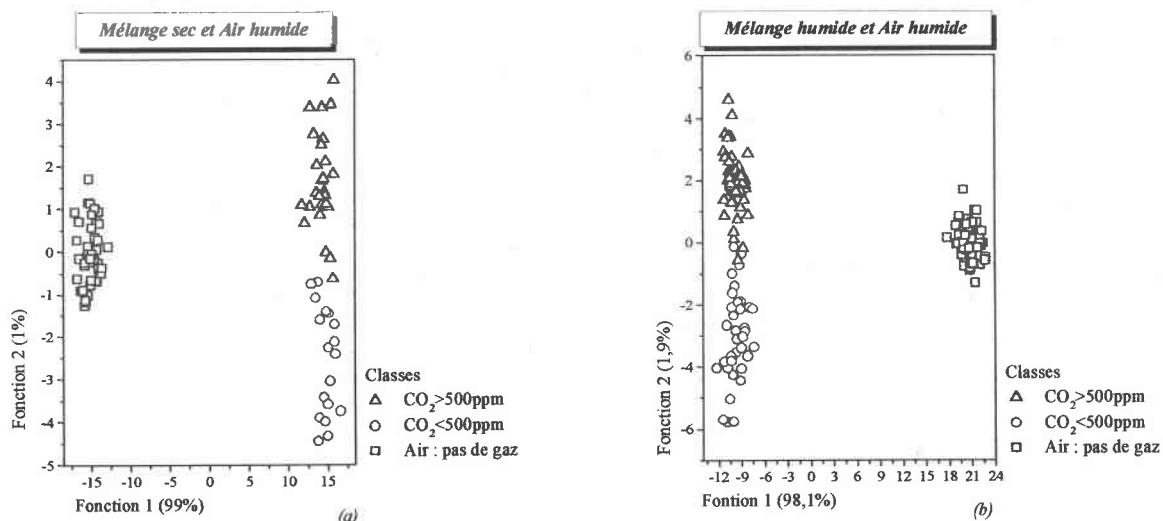 Mélange sec et Air humide
4
3
2
1
0
-1
-2
-3
-4
-5
Fonction 2 (1%)
-15 -10 -5 0 5 10 15
Fonction 1 (99%)
(a)
Classes
CO2>500ppm
CO2<500ppm
Air : pas de gaz
Mélange humide et Air humide
6
4
2
0
-2
-4
-6
Fonction 2 (1,9%)
-12 -9 -6 -3 0 3 6 9 12 15 18 21 24
Fontion 1 (98,1%)
(b)
Classes
CO2>500ppm
CO2<500ppm
Air : pas de gaz